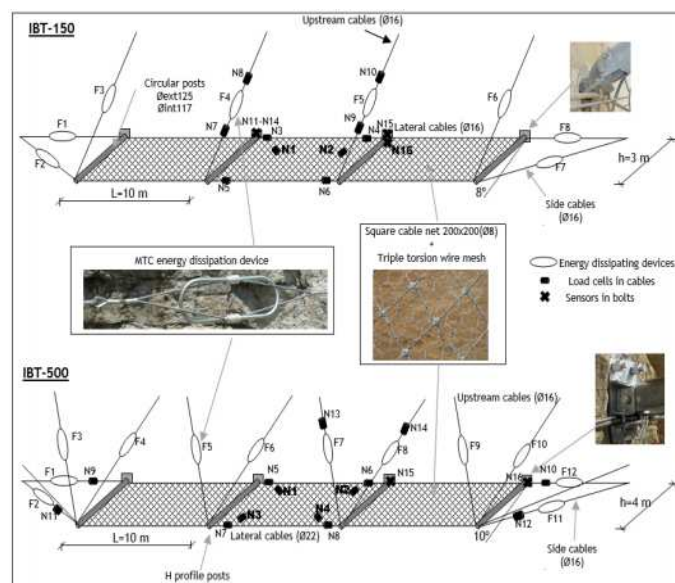 IBT-150
Upstream cables (Ø16)
Circular posts
Øext125
Øint117
F1
F2
F3
N8
F4
N7
N11-N14
N3
N1
N10
F5
N9
N4
N15
Lateral cables (Ø16)
N2
N16
F6
F8
F7
N5
N6
8°
h=3 m
L=10 m
Side cables
(Ø16)
MTC energy dissipation device
Square cable net 200x200(Ø8)
+
Triple torsion wire mesh
Energy dissipating devices
Load cells in cables
Sensors in bolts
IBT-500
Upstream cables (Ø16)
F1
N9
F2
N11
F3
F4
F5
F6
N5
N1
N3
N7
N13
F7
N14
F8
N6
N2
N15
N4
N8
F9
F10
N16
N10
F12
F11
N12
10°
h=4 m
L=10 m
Lateral cables (Ø22)
Side cables
(Ø16)
H profile posts